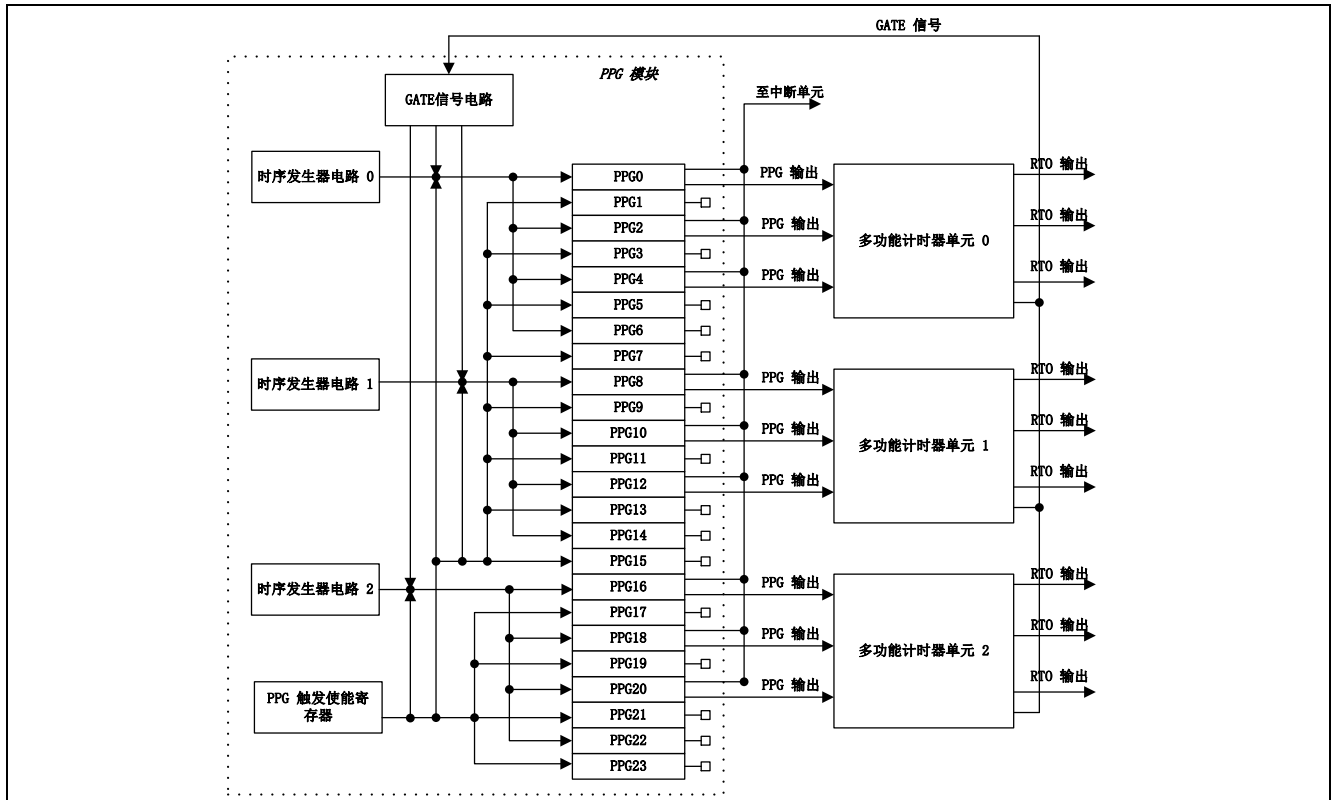 GATE 信号
PPG 模块
至中断单元
GATE信号电路
时序发生器电路 0
时序发生器电路 1
时序发生器电路 2
PPG 触发使能寄
存器
PPG0
PPG1
PPG2
PPG3
PPG4
PPG5
PPG6
PPG7
PPG8
PPG9
PPG10
PPG11
PPG12
PPG13
PPG14
PPG15
PPG16
PPG17
PPG18
PPG19
PPG20
PPG21
PPG22
PPG23
PPG 输出
PPG 输出
PPG 输出
PPG 输出
PPG 输出
PPG 输出
PPG 输出
PPG 输出
PPG 输出
多功能计时器单元 0
多功能计时器单元 1
多功能计时器单元 2
RTO 输出
RTO 输出
RTO 输出
RTO 输出
RTO 输出
RTO 输出
RTO 输出
RTO 输出
RTO 输出